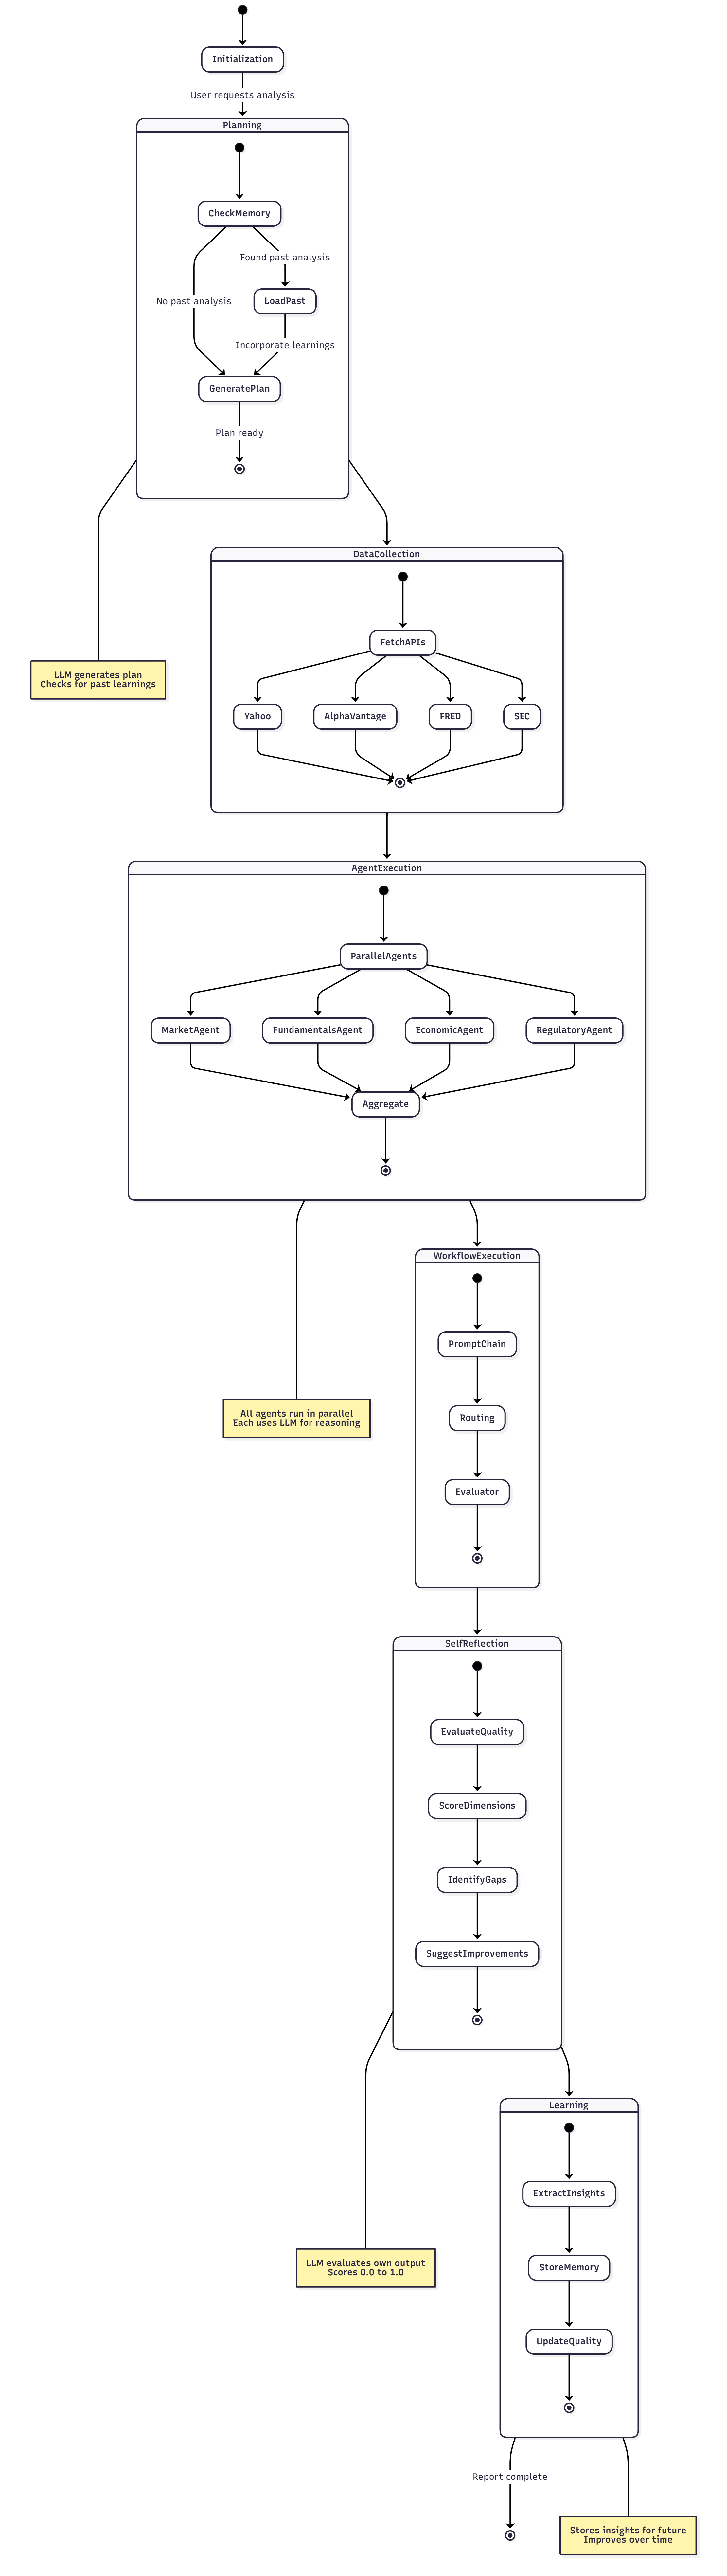 Initialization
User requests analysis
Planning
CheckMemory
Found past analysis
No past analysis
LoadPast
Incorporate learnings
GeneratePlan
Plan ready
DataCollection
FetchAPIs
LLM generates plan
Checks for past learnings
Yahoo
AlphaVantage
FRED
SEC
AgentExecution
ParallelAgents
MarketAgent
FundamentalsAgent
EconomicAgent
RegulatoryAgent
Aggregate
WorkflowExecution
PromptChain
All agents run in parallel
Each uses LLM for reasoning
Routing
Evaluator
SelfReflection
EvaluateQuality
ScoreDimensions
IdentifyGaps
SuggestImprovements
Learning
ExtractInsights
LLM evaluates own output
Scores 0.0 to 1.0
StoreMemory
UpdateQuality
Report complete
Stores insights for future
Improves over time